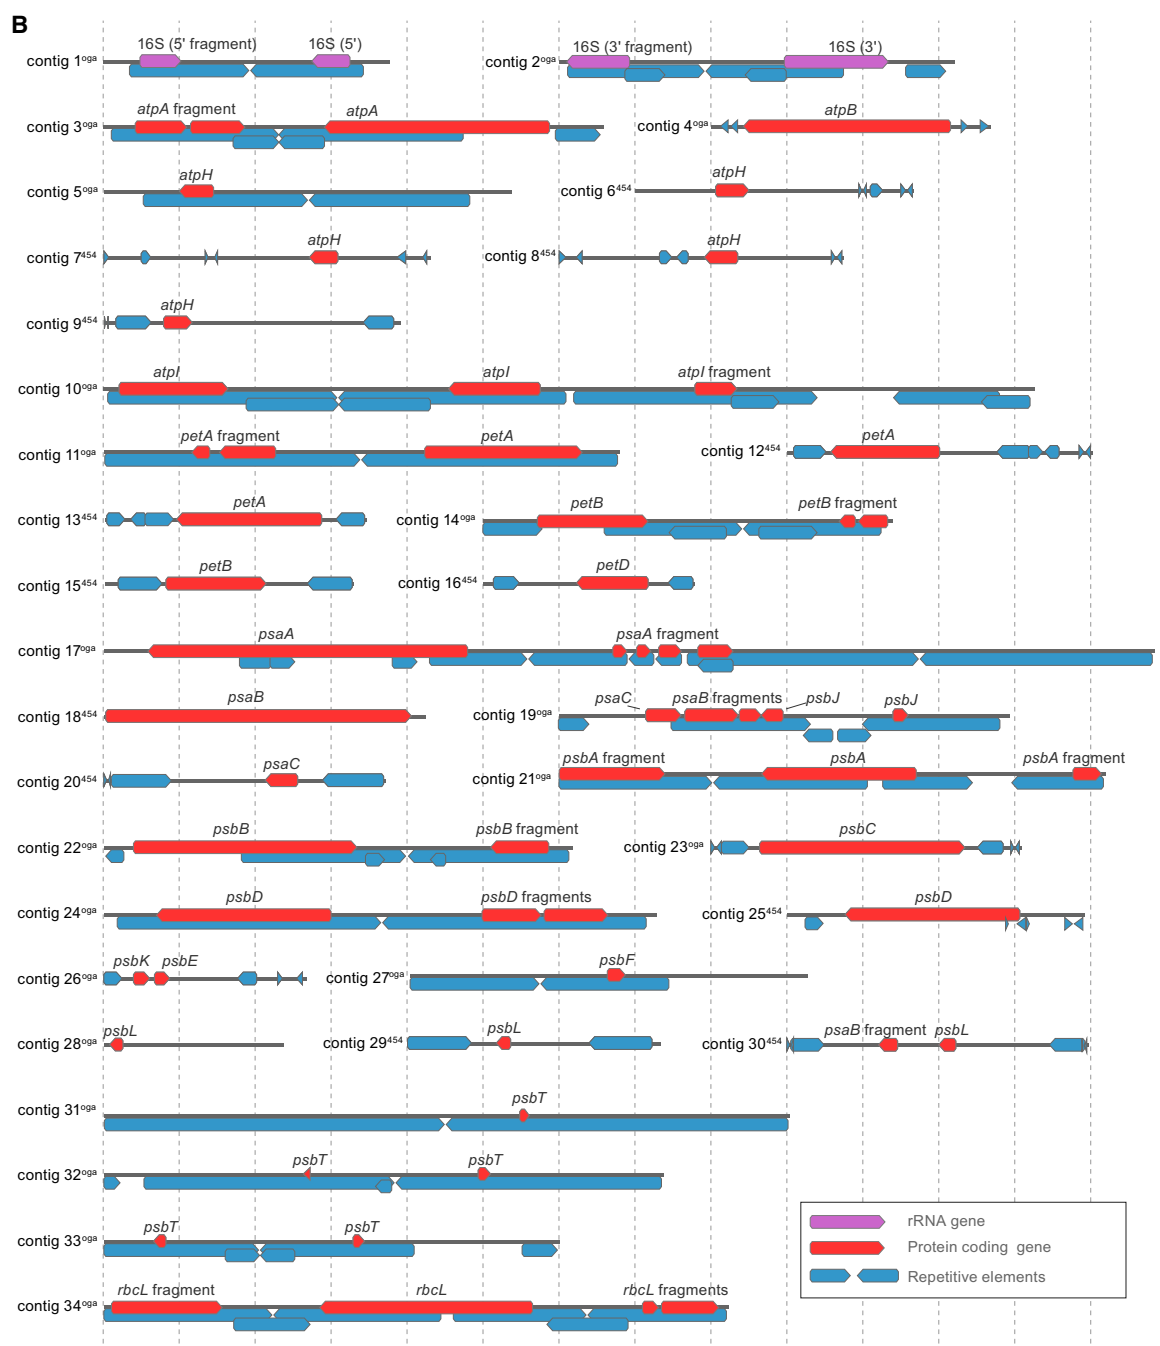 B
16S (5' fragment) 16S (5') 16S (3' fragment) 16S (3')
contig 1oga contig 2oga
atpA fragment atpA atpB
contig 3oga contig 4oga
atpH atpH
contig 5oga contig 6454
atpH atpH
contig 7454 contig 8454
atpH
contig 9454
atpI atpI atpI fragment
contig 10oga
petA fragment petA petA
contig 11oga contig 12454
petA petB petB fragment
contig 13454 contig 14oga
petB petD
contig 15454 contig 16454
psaA psaA fragment
contig 17oga
psaB psaC psaB fragments psbJ psbJ
contig 18454 contig 19oga
psaC psbA fragment psbA psbA fragment
contig 20454 contig 21oga
psbB psbB fragment psbC
contig 22oga contig 23oga
psbD psbD fragments psbD
contig 24oga contig 25454
psbK psbE psbF
contig 26oga contig 27oga
psbL psbL psaB fragment psbL
contig 28oga contig 29454 contig 30454
psbT
contig 31oga
psbT psbT
contig 32oga
psbT psbT
contig 33oga
rbcL fragment rbcL rbcL fragments
contig 34oga
rRNA gene
Protein coding gene
Repetitive elements